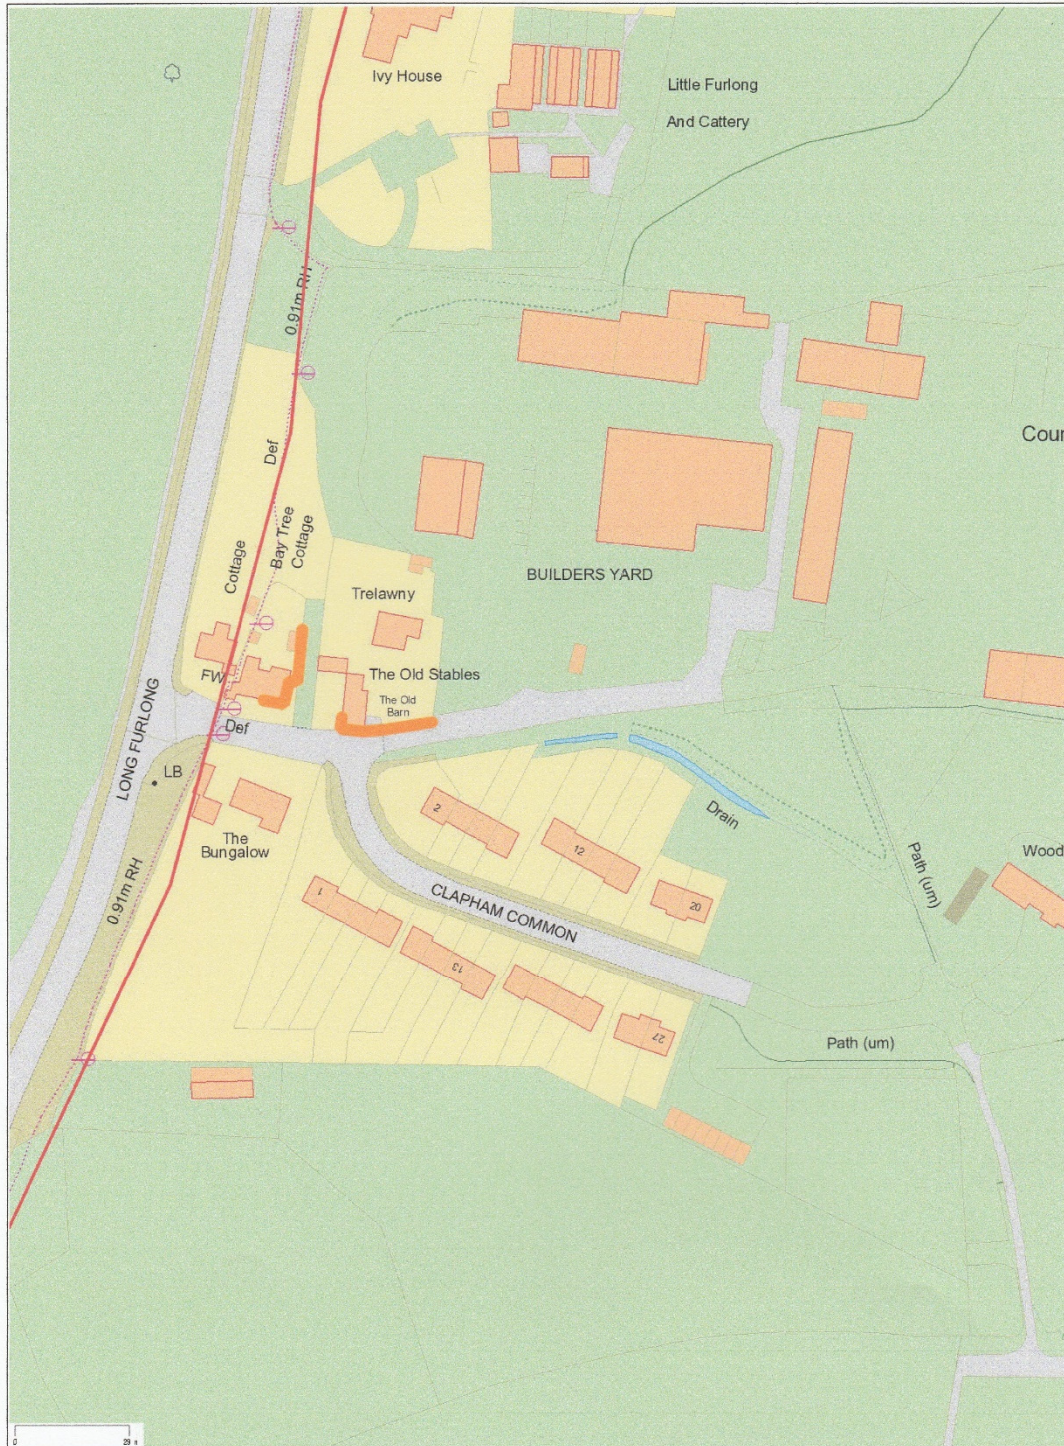 Ivy House
Little Furlong
And Cattery
0.91m RH
Def
Cour
Bay Tree
Cottage
Cottage
BUILDERS YARD
Trelawny
FW
The Old Stables
The Old
Barn
Def
LONG FURLONG
LB
The
Bungalow
2
12
20
Drain
Path (um)
Wood
0.91m RH
1
CLAPHAM COMMON
13
27
Path (um)
0